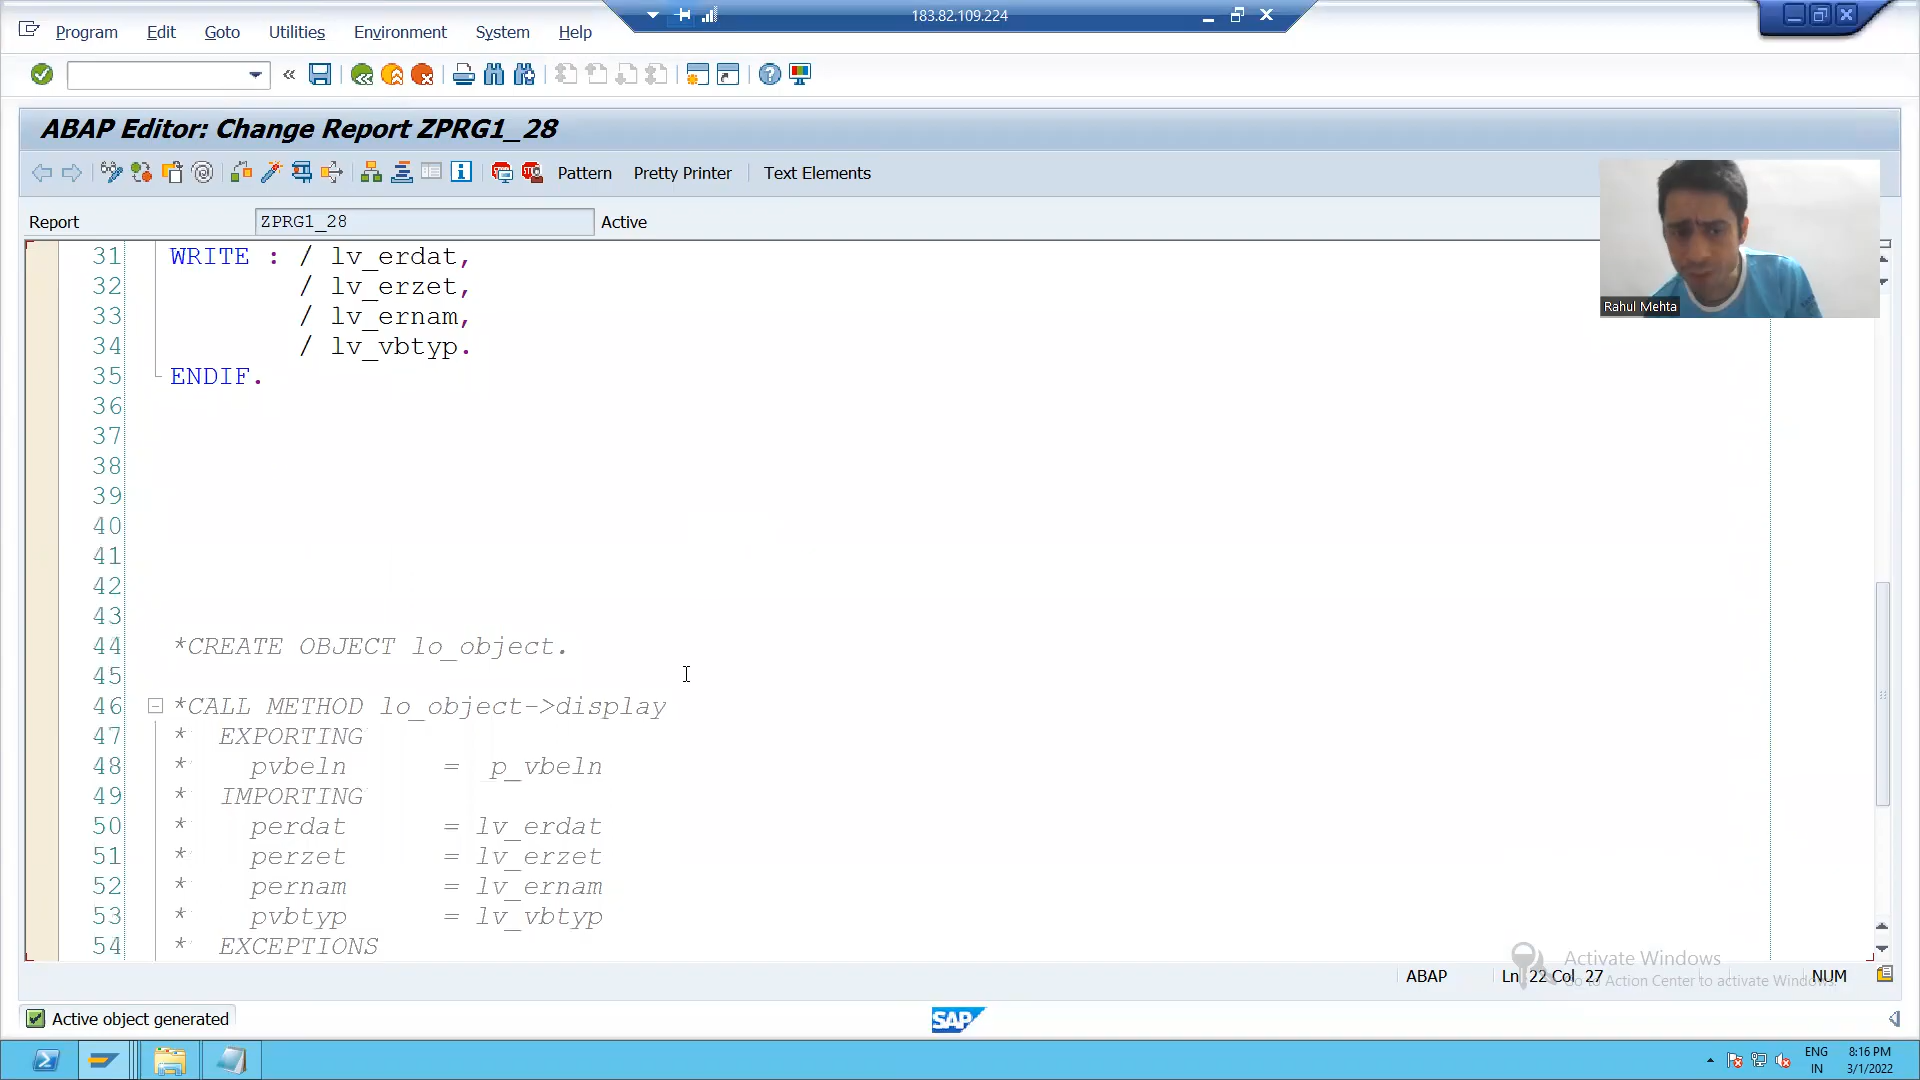 183.82.109.224
Program Edit Goto Utilities Environment System Help
ABAP Editor: Change Report ZPRG1_28
Pattern Pretty Printer Text Elements
Report ZPRG1_28 Active
Rahul Mehta
31 WRITE : / lv_erdat,
32 / lv_erzet,
33 / lv_ernam,
34 / lv_vbtyp.
35 ENDIF.
36
37
38
39
40
41
42
43
44 *CREATE OBJECT lo_object.
45
46 *CALL METHOD lo_object->display
47 * EXPORTING
48 * pvbeln = p_vbeln
49 * IMPORTING
50 * perdat = lv_erdat
51 * perzet = lv_erzet
52 * pernam = lv_ernam
53 * pvbtyp = lv_vbtyp
54 * EXCEPTIONS
Activate Windows
Go to Action Center to activate Windows.
ABAP Ln 22 Col 27 NUM
Active object generated
SAP
ENG 8:16 PM
IN 3/1/2022